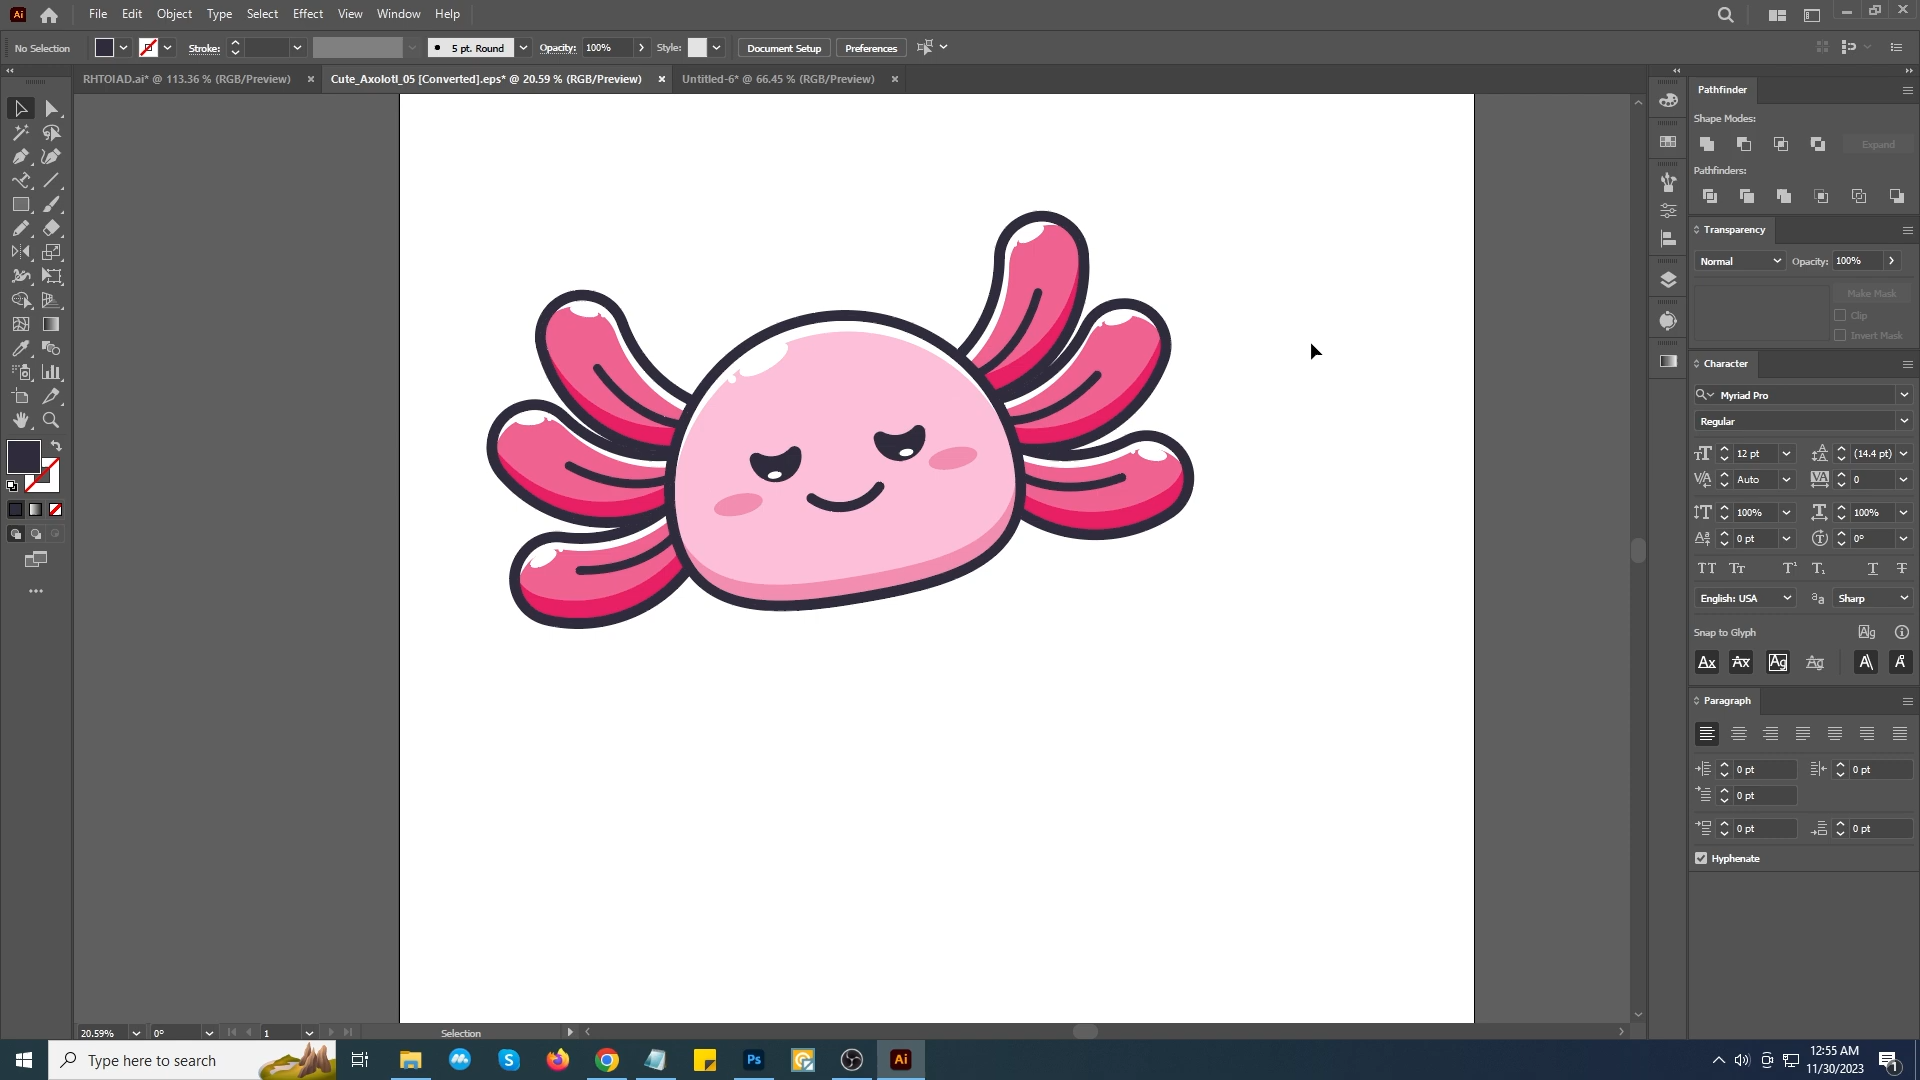 Ai File Edit Object Type Select Effect View Window Help
No Selection Stroke: 5 pt. Round Opacity: 100% Style: Document Setup Preferences
RHTOIAD.ai* @ 113.36 % (RGB/Preview) × Cute_Axolotl_05 [Converted].eps* @ 20.59 % (RGB/Preview) × Untitled-6* @ 66.45 % (RGB/Preview) ×
Pathfinder
Shape Modes:
Expand
Pathfinders:
Transparency
Normal Opacity: 100%
Make Mask
Clip
Invert Mask
Character
Myriad Pro
Regular
12 pt (14.4 pt)
Auto 0
100% 100%
0 pt 0°
English: USA Sharp
Snap to Glyph
Paragraph
0 pt 0 pt
0 pt
0 pt 0 pt
Hyphenate
20.59% 0° 1 Selection
Type here to search
Ps Ai
12:55 AM
11/30/2023
1